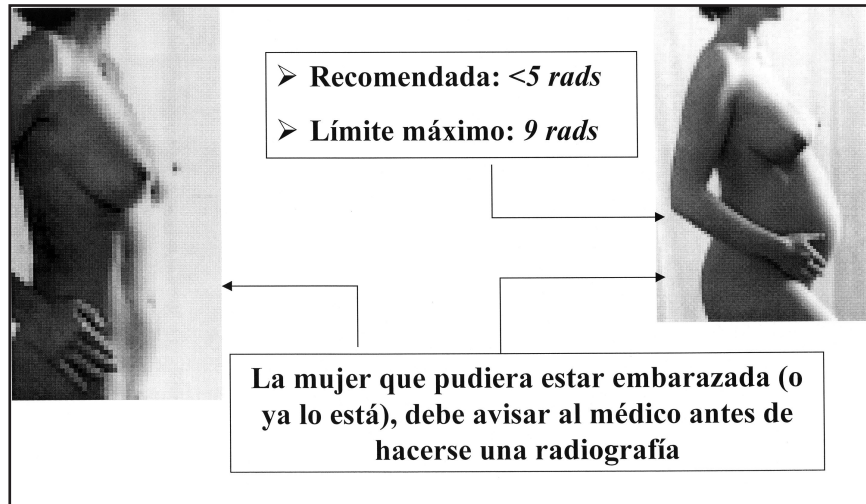 ➢ Recomendada: <5 rads
➢ Límite máximo: 9 rads
La mujer que pudiera estar embarazada (o
ya lo está), debe avisar al médico antes de
hacerse una radiografía